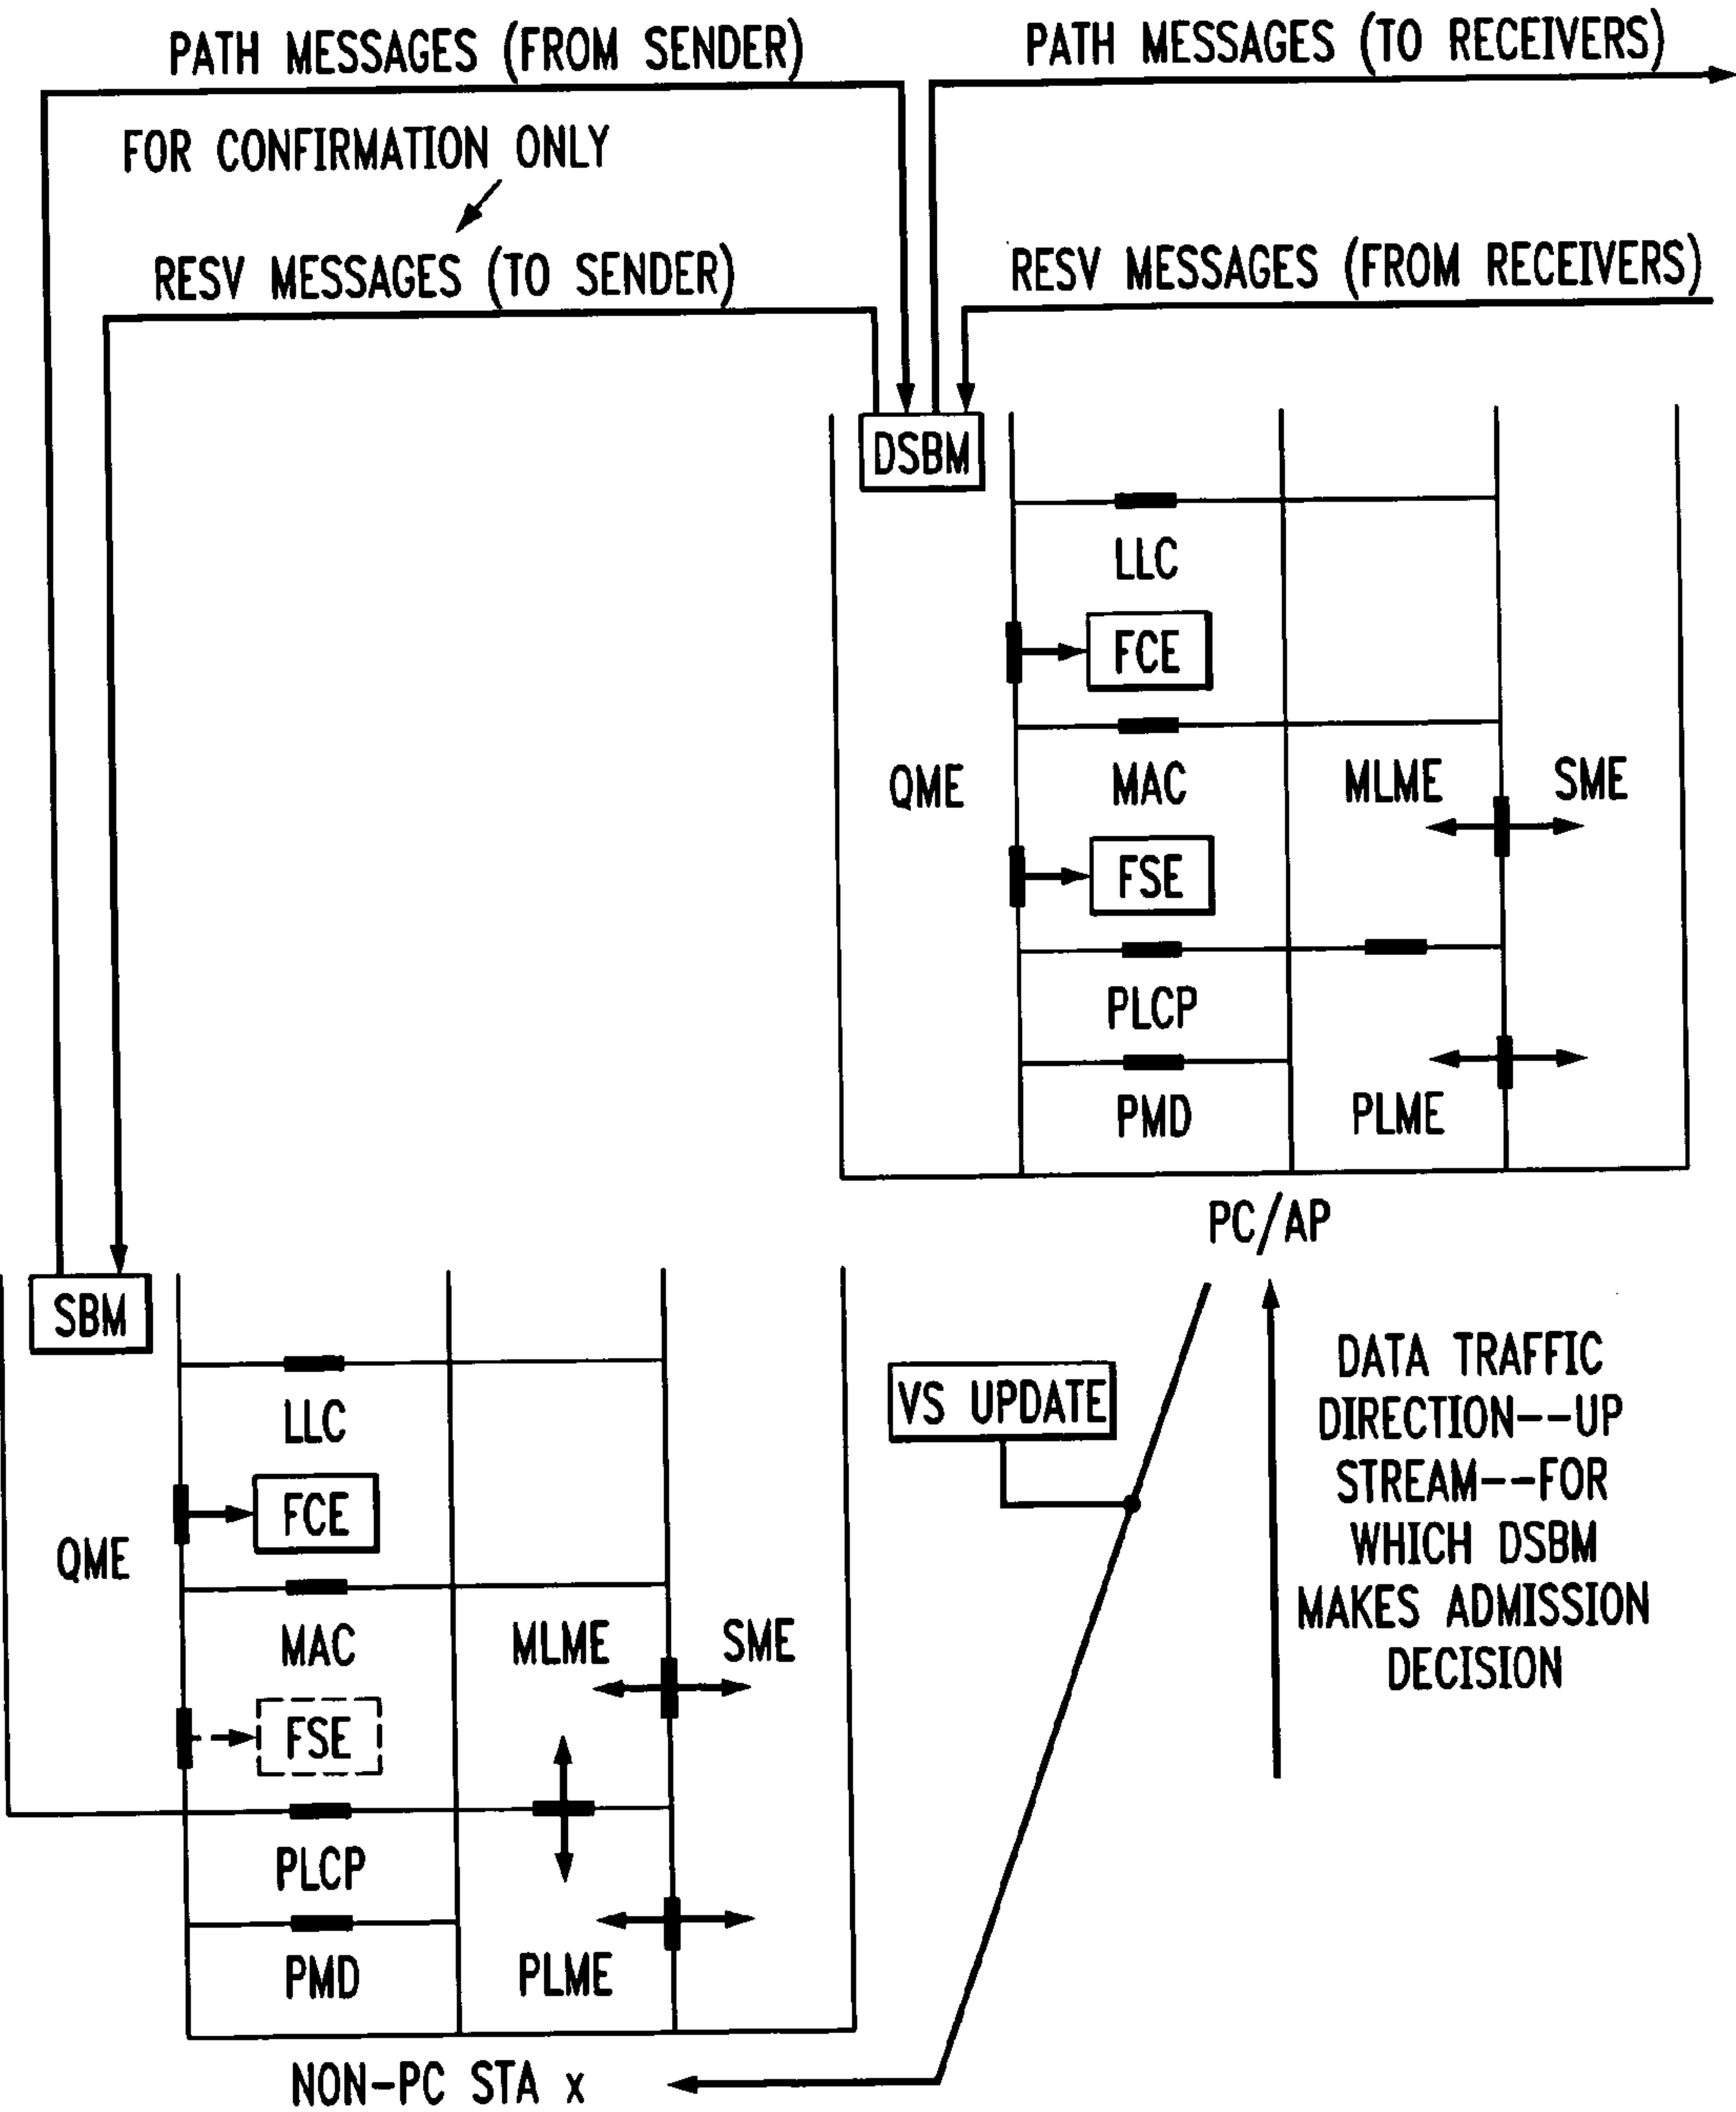 PATH MESSAGES (FROM SENDER)
PATH MESSAGES (TO RECEIVERS)
FOR CONFIRMATION ONLY
RESV MESSAGES (TO SENDER)
RESV MESSAGES (FROM RECEIVERS)
DSBM
LLC
FCE
QME
MAC
MLME
SME
FSE
PLCP
PMD
PLME
PC/AP
SBM
LLC
FCE
QME
MAC
MLME
SME
FSE
PLCP
PMD
PLME
NON-PC STA x
VS UPDATE
DATA TRAFFIC
DIRECTION--UP
STREAM--FOR
WHICH DSBM
MAKES ADMISSION
DECISION